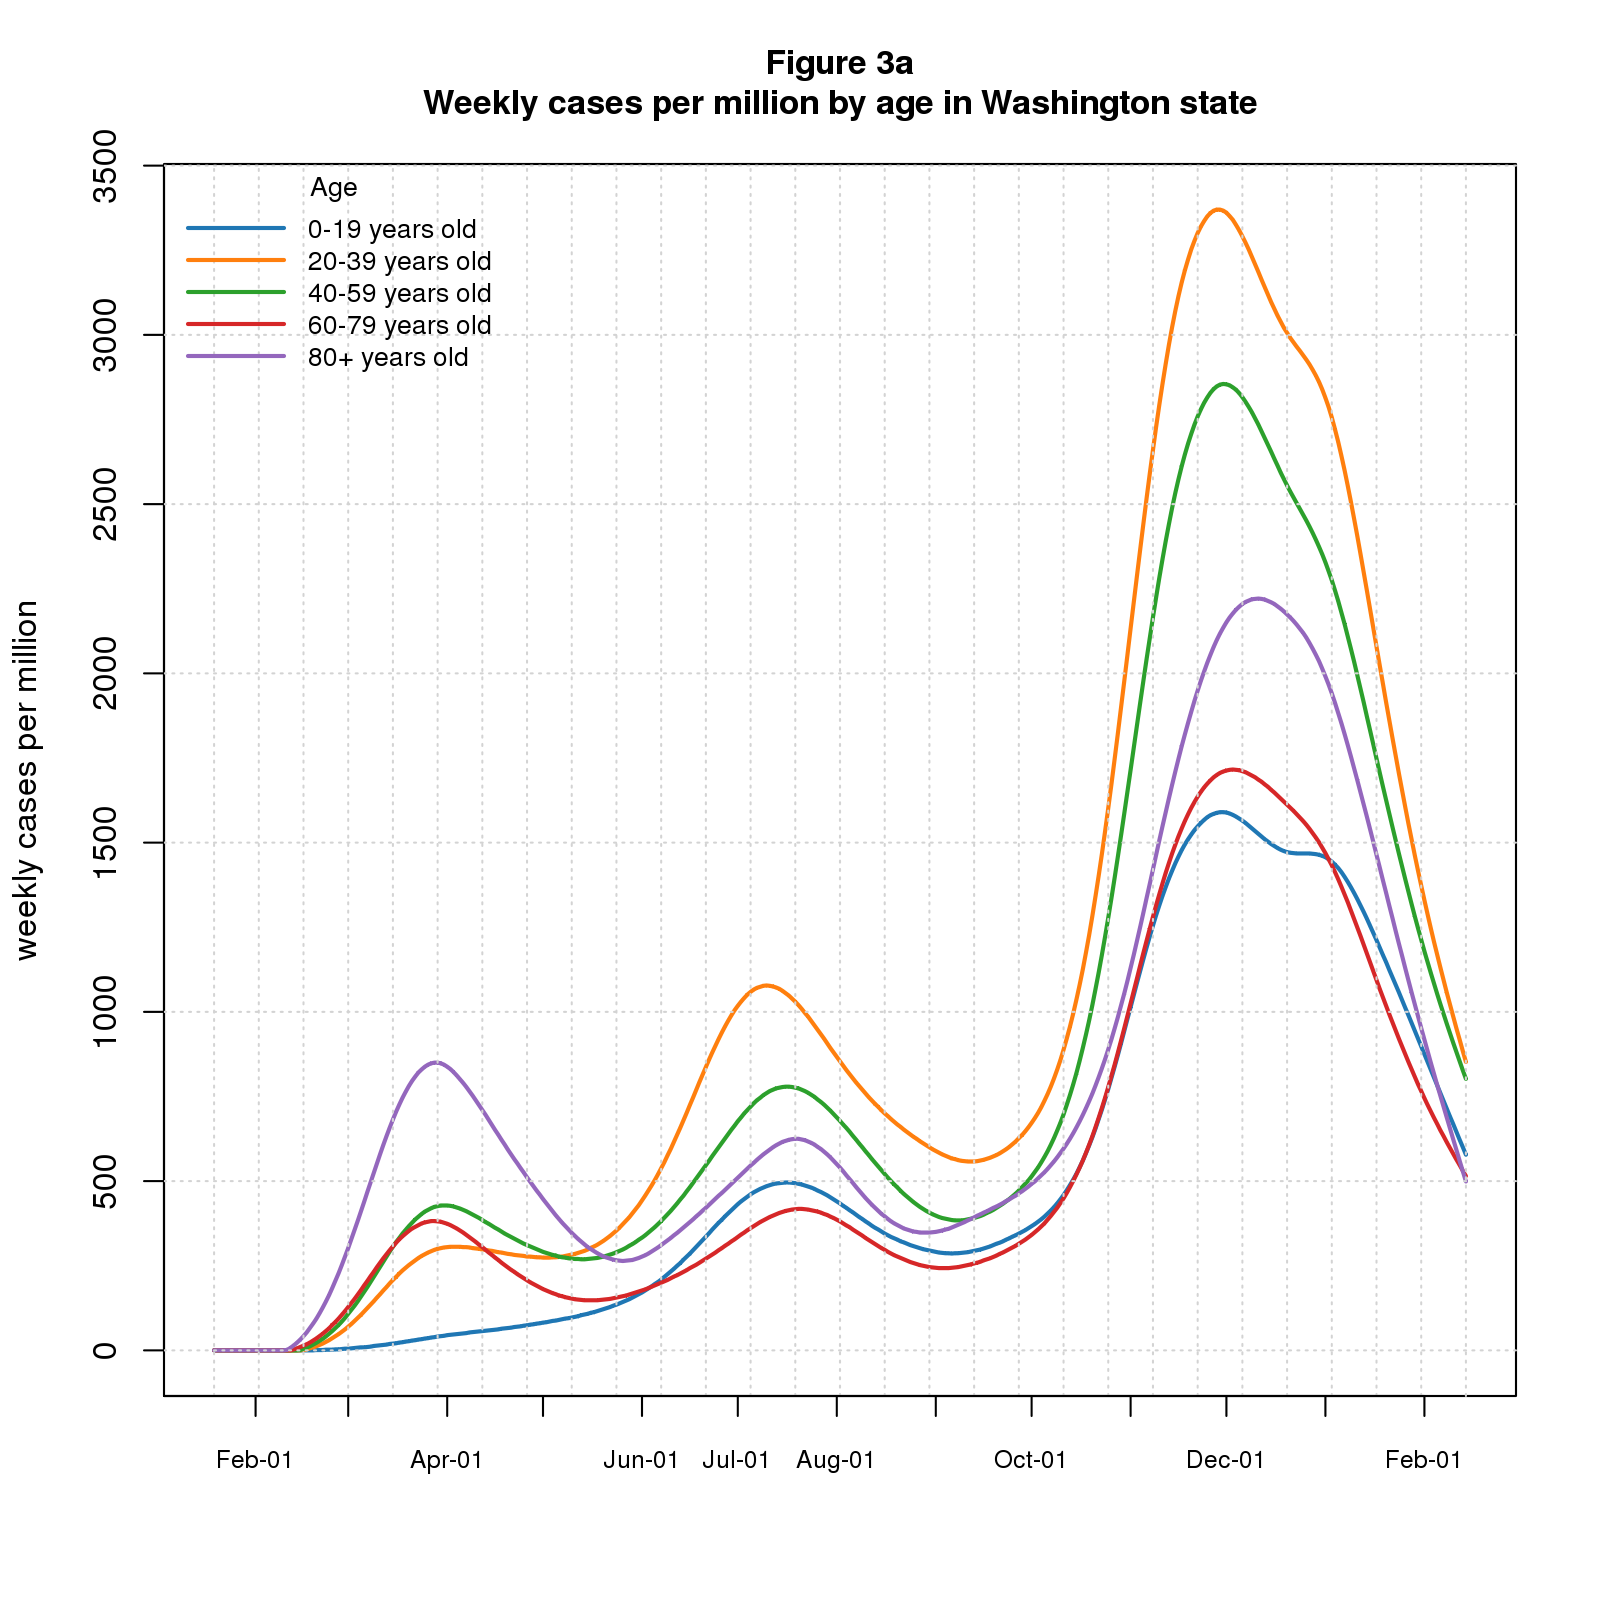 Figure 3a
Weekly cases per million by age in Washington state
Age
0-19 years old
20-39 years old
40-59 years old
60-79 years old
80+ years old
weekly cases per million
3500
3000
2500
2000
1500
1000
500
0
Feb-01 Apr-01 Jun-01 Jul-01 Aug-01 Oct-01 Dec-01 Feb-01